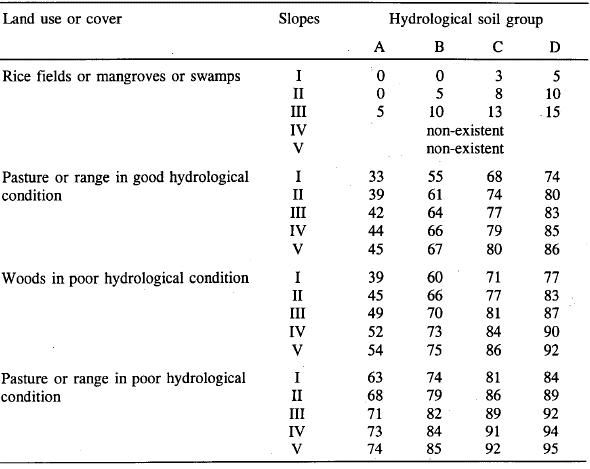 Land use or cover Slopes Hydrological soil group
A B C D
Rice fields or mangroves or swamps I 0 0 3 5
II 0 5 8 10
III 5 10 13 15
IV non-existent
V non-existent
Pasture or range in good hydrological I 33 55 68 74
condition II 39 61 74 80
III 42 64 77 83
IV 44 66 79 85
V 45 67 80 86
Woods in poor hydrological condition I 39 60 71 77
II 45 66 77 83
III 49 70 81 87
IV 52 73 84 90
V 54 75 86 92
Pasture or range in poor hydrological I 63 74 81 84
condition II 68 79 86 89
III 71 82 89 92
IV 73 84 91 94
V 74 85 92 95